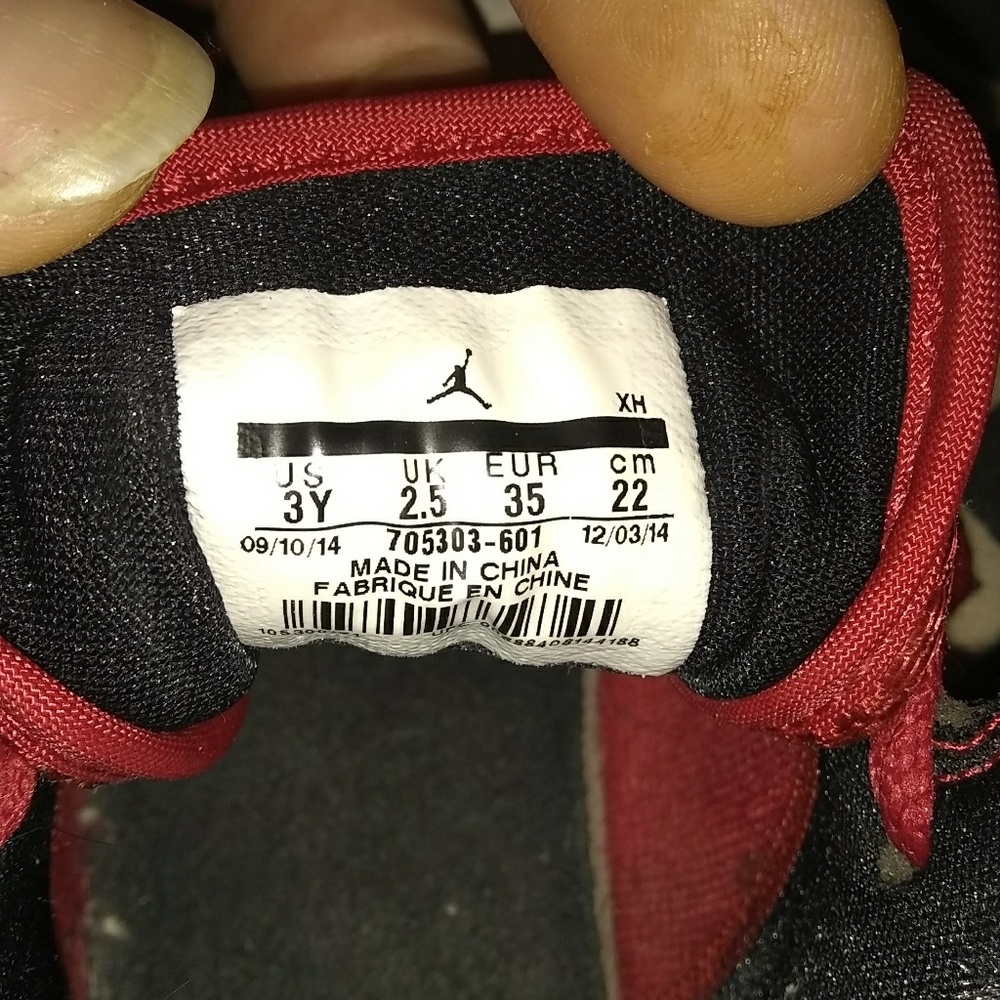 XH
US UK EUR cm
3Y 2.5 35 22
09/10/14 705303-601 12/03/14
MADE IN CHINA
FABRIQUE EN CHINE